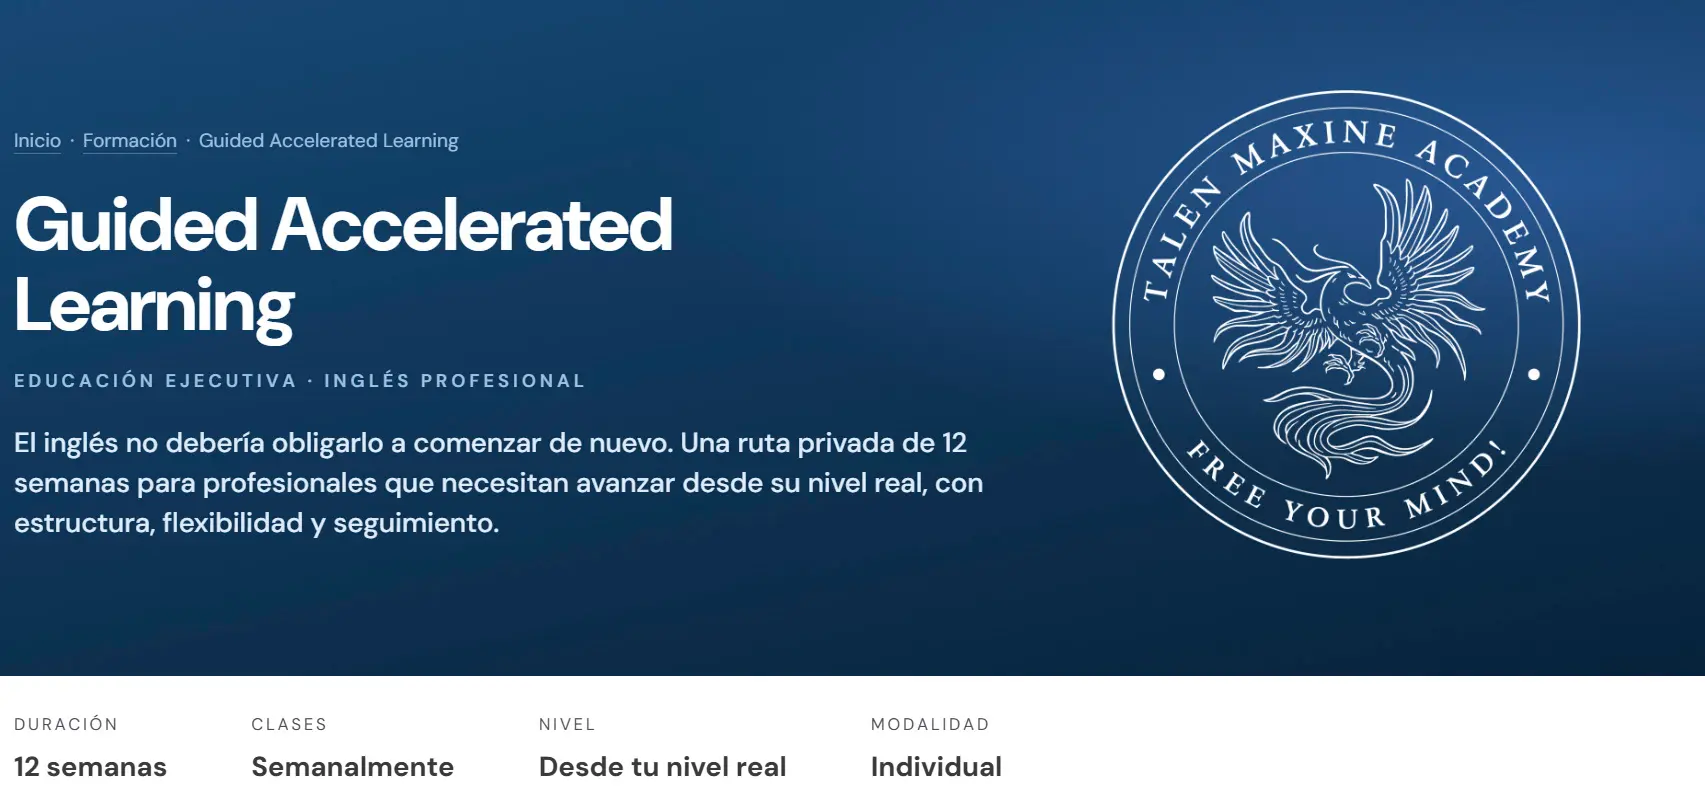 Inicio · Formación · Guided Accelerated Learning
Guided Accelerated
Learning
EDUCACIÓN EJECUTIVA · INGLÉS PROFESIONAL
El inglés no debería obligarlo a comenzar de nuevo. Una ruta privada de 12
semanas para profesionales que necesitan avanzar desde su nivel real, con
estructura, flexibilidad y seguimiento.
TALEN MAXINE ACADEMY
FREE YOUR MIND!
DURACIÓN
12 semanas
CLASES
Semanalmente
NIVEL
Desde tu nivel real
MODALIDAD
Individual